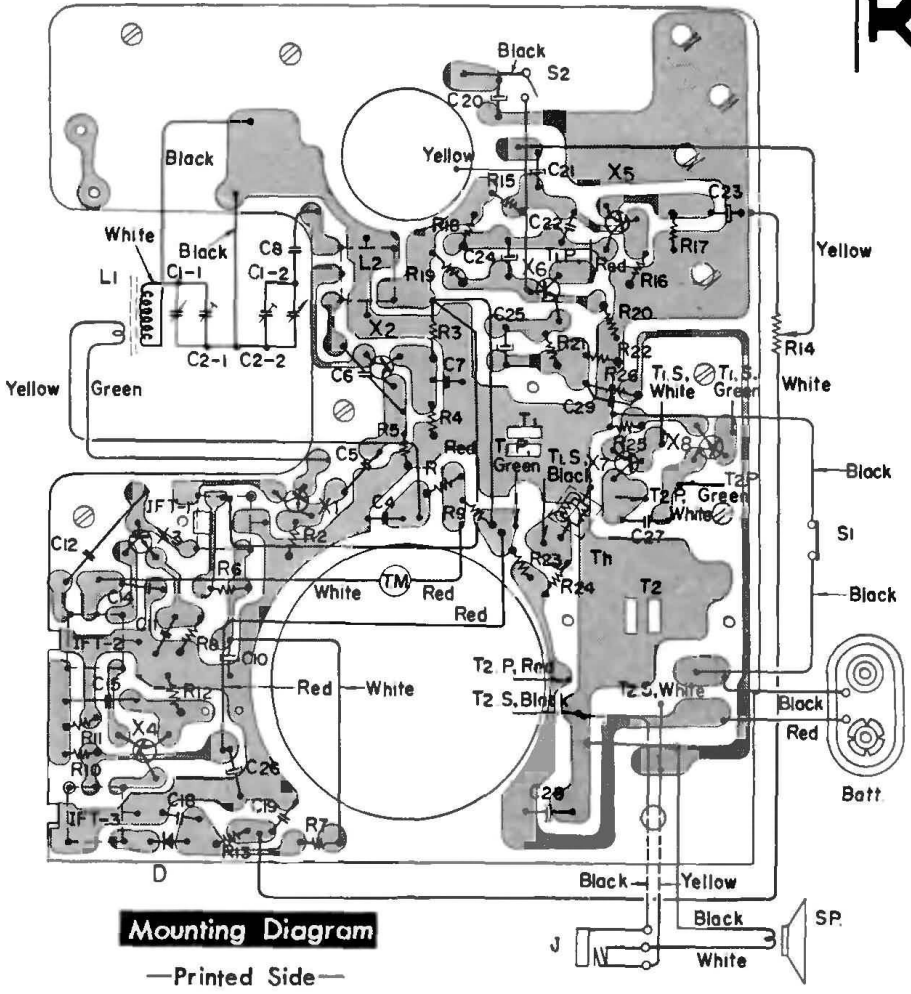 Black
S2
C20
Yellow
Black
R15
C21
X5
C23
White
Black
C8
R18
C22
R17
L1
C1-1
C1-2
L2
C24
T1.P.
Red
Yellow
R19
X6
R16
X2
C25
R20
R3
R14
C2-1
C2-2
R21
R22
C6
C7
R26
T1.S.
White
T1.S.
Green
White
Yellow
Green
C29
R4
T1
R25
X8
R5
Red
T1.P.
Green
T1.S.
Black
X7
Black
C5
R
T2.P.
T2.P. Green
White
IFT-1
X1
C4
R9
C27
S1
C12
X3
R2
R23
Th
R6
White
TM
Red
R24
T2
Black
C14
Red
C11
IFT-2
R8
C10
T2.P, Red
C15
R12
Red
White
T2.S, Black
T2.S, White
Black
R11
X4
Red
R10
C26
Batt.
C18
C19
C28
IFT-3
R13
R7
D
Black
Yellow
Mounting Diagram
Black
SP.
J
White
—Printed Side—